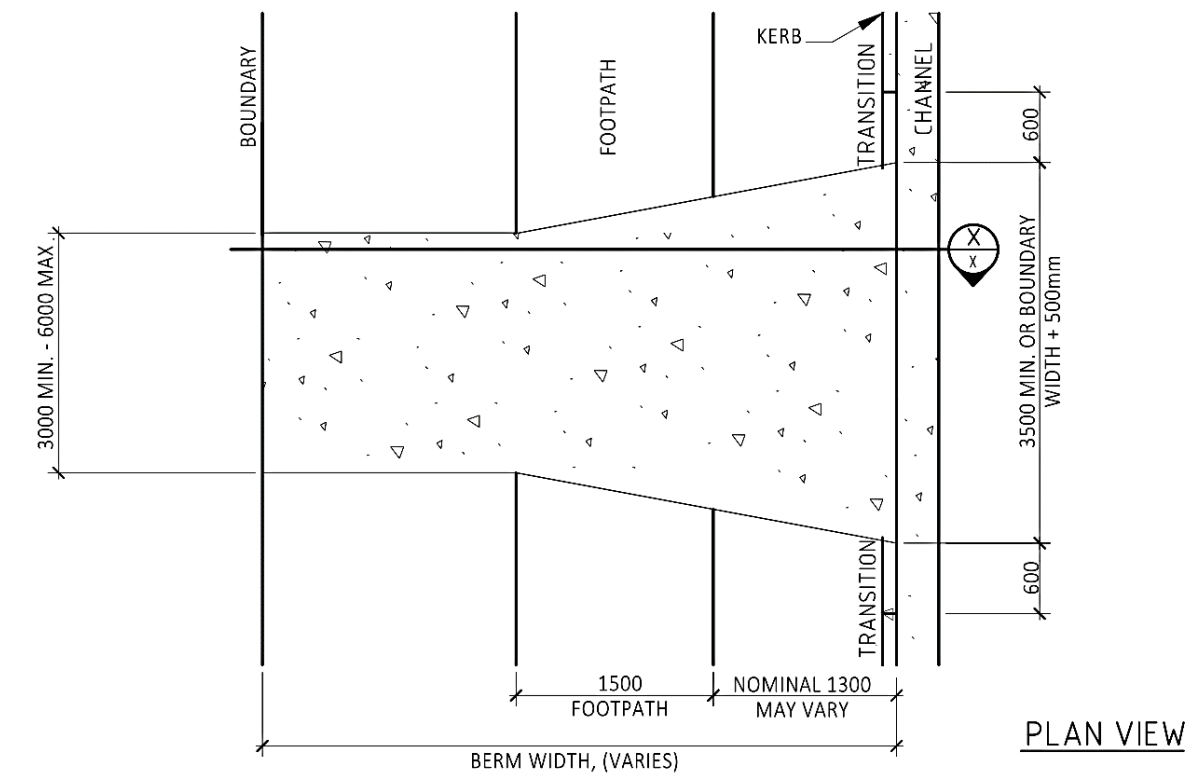 KERB
BOUNDARY
FOOTPATH
TRANSITION
CHANNEL
600
3000 MIN. - 6000 MAX.
X
X
3500 MIN. OR BOUNDARY
WIDTH + 500mm
TRANSITION
600
1500
FOOTPATH
NOMINAL 1300
MAY VARY
BERM WIDTH, (VARIES)
PLAN VIEW